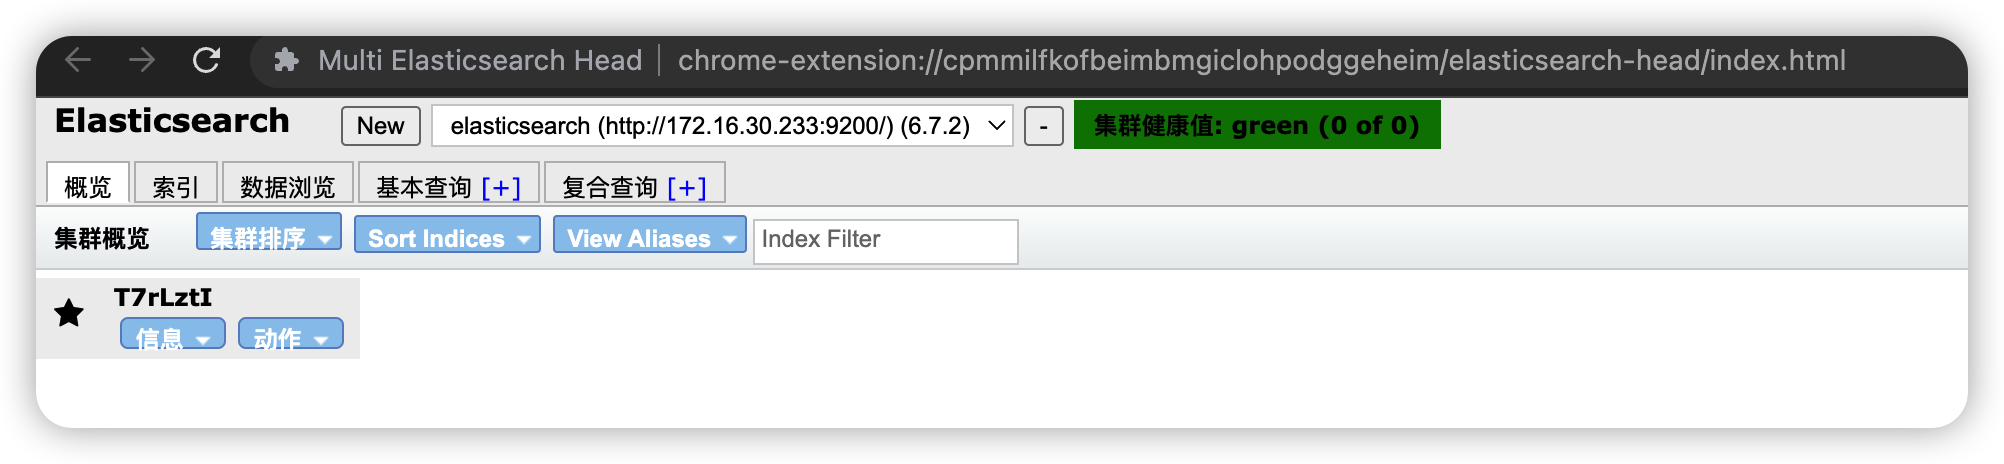 Multi Elasticsearch Head | chrome-extension://cpmmilfkofbeimbmgiclohpodggeheim/elasticsearch-head/index.html
Elasticsearch New elasticsearch (http://172.16.30.233:9200/) (6.7.2) - 集群健康值: green (0 of 0)
概览 索引 数据浏览 基本查询 [+] 复合查询 [+]
集群概览 集群排序 Sort Indices View Aliases Index Filter
T7rLztI
信息 动作